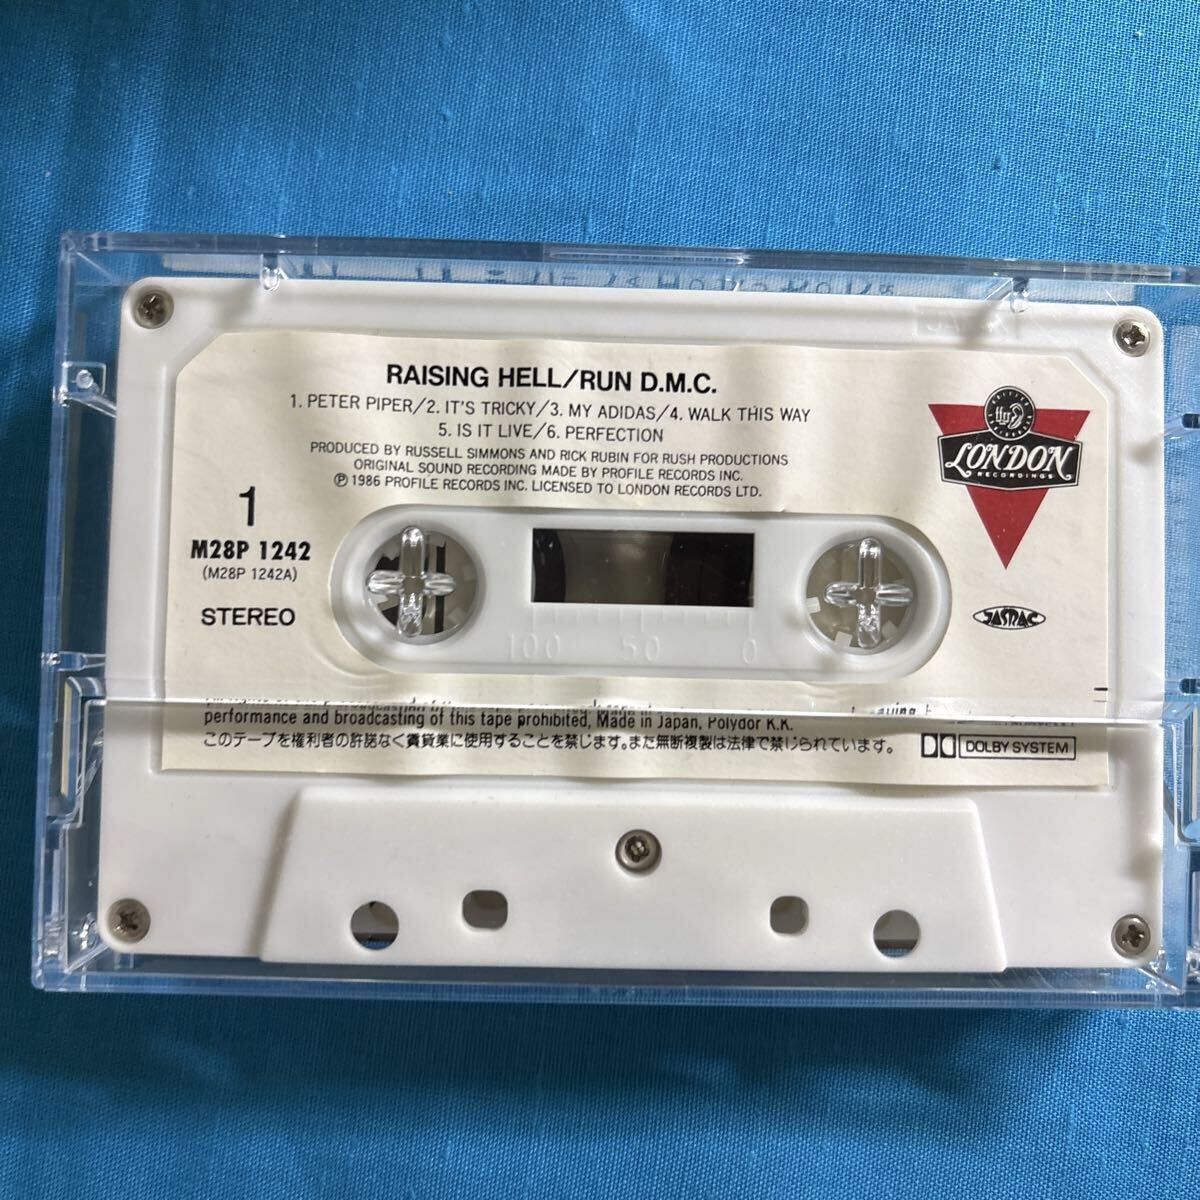 RAISING HELL/RUN D.M.C.
1. PETER PIPER/2. IT'S TRICKY/3. MY ADIDAS/4. WALK THIS WAY
5. IS IT LIVE/6. PERFECTION
PRODUCED BY RUSSELL SIMMONS AND RICK RUBIN FOR RUSH PRODUCTIONS
ORIGINAL SOUND RECORDING MADE BY PROFILE RECORDS INC.
℗ 1986 PROFILE RECORDS INC. LICENSED TO LONDON RECORDS LTD.
LONDON
RECORDINGS
1
M28P 1242
(M28P 1242A)
STEREO
100 50 0
JASRAC
performance and broadcasting of this tape prohibited, Made in Japan, Polydor K.K.
このテープを権利者の許諾なく賃貸業に使用することを禁じます。また無断複製は法律で禁じられています。
DOLBY SYSTEM